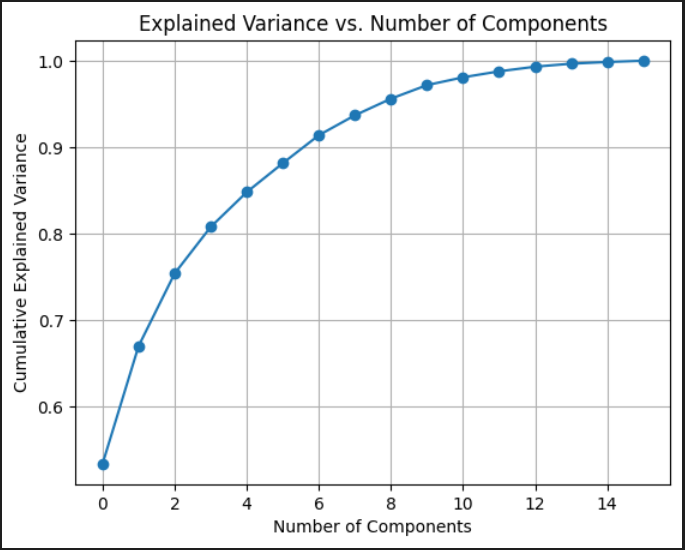 Explained Variance vs. Number of Components
1.0
0.9
0.8
0.7
0.6
Cumulative Explained Variance
0 2 4 6 8 10 12 14
Number of Components